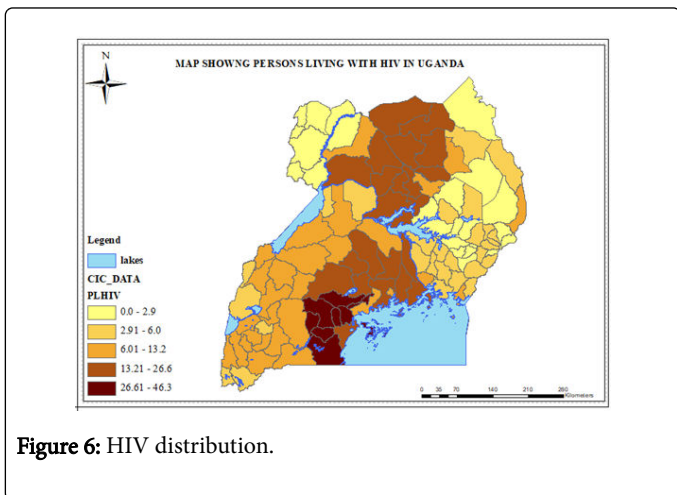 N
MAP SHOWNG PERSONS LIVING WITH HIV IN UGANDA
Legend
lakes
CIC_DATA
PLHIV
0.0 - 2.9
2.91 - 6.0
6.01 - 13.2
13.21 - 26.6
26.61 - 46.3
0 35 70 140 210 280
Kilometers
Figure 6: HIV distribution.